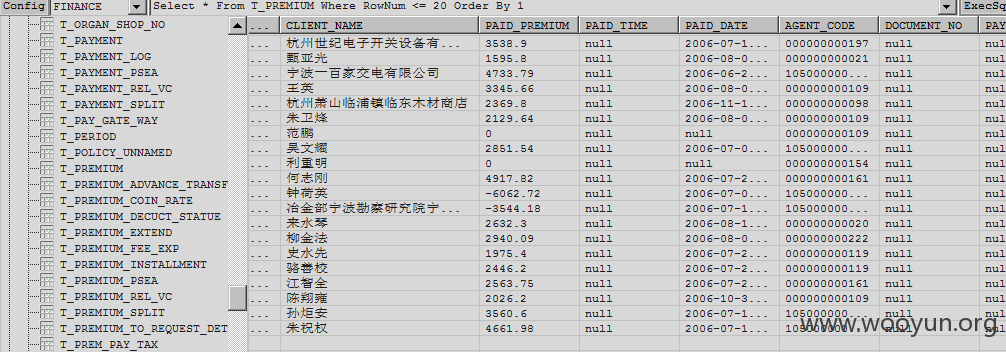 Config FINANCE Select * From T_PREMIUM Where RowNum <= 20 Order By 1 ExecSq
T_ORGAN_SHOP_NO
T_PAYMENT
T_PAYMENT_LOG
T_PAYMENT_PSEA
T_PAYMENT_REL_VC
T_PAYMENT_SPLIT
T_PAY_GATE_WAY
T_PERIOD
T_POLICY_UNNAMED
T_PREMIUM
T_PREMIUM_ADVANCE_TRANSF
T_PREMIUM_COIN_RATE
T_PREMIUM_DECUCT_STATUE
T_PREMIUM_EXTEND
T_PREMIUM_FEE_EXP
T_PREMIUM_INSTALLMENT
T_PREMIUM_PSEA
T_PREMIUM_REL_VC
T_PREMIUM_SPLIT
T_PREMIUM_TO_REQUEST_DET
T_PREM_PAY_TAX
... CLIENT_NAME PAID_PREMIUM PAID_TIME PAID_DATE AGENT_CODE DOCUMENT_NO PAY
... 杭州世纪电子开关设备有... 3538.9 null 2006-07-1... 000000000197 null null
... 甄亚光 1595.8 null 2006-08-0... 000000000021 null null
... 宁波一百家交电有限公司 4733.79 null 2006-06-2... 105000000... null null
... 王英 3345.66 null 2006-08-0... 000000000109 null null
... 杭州萧山临浦镇临东木材商店 2369.8 null 2006-11-1... 000000000098 null null
... 朱卫烽 2129.64 null 2006-08-0... 000000000109 null null
... 范鹏 0 null null 000000000109 null null
... 吴文耀 2851.54 null 2006-07-0... 105000000... null null
... 利重明 0 null null 000000000154 null null
... 何志刚 4917.82 null 2006-07-2... 000000000161 null null
... 钟荷英 -6062.72 null 2006-07-0... 105000000... null null
... 冶金部宁波勘察研究院宁... -3544.18 null 2006-07-1... 105000000... null null
... 来水琴 2632.3 null 2006-08-1... 000000000020 null null
... 柳金法 2940.09 null 2006-08-0... 000000000222 null null
... 史水先 1975.4 null 2006-07-2... 000000000119 null null
... 骆善校 2446.2 null 2006-07-2... 000000000119 null null
... 江智全 2563.75 null 2006-07-2... 000000000161 null null
... 陈翔雍 2026.2 null 2006-10-3... 000000000109 null null
... 孙炬安 3560.6 null 2006-07-1... 105000000... null null
... 朱祝权 4661.98 null 2006-07-1... 105000000... null null
www.wooyun.org